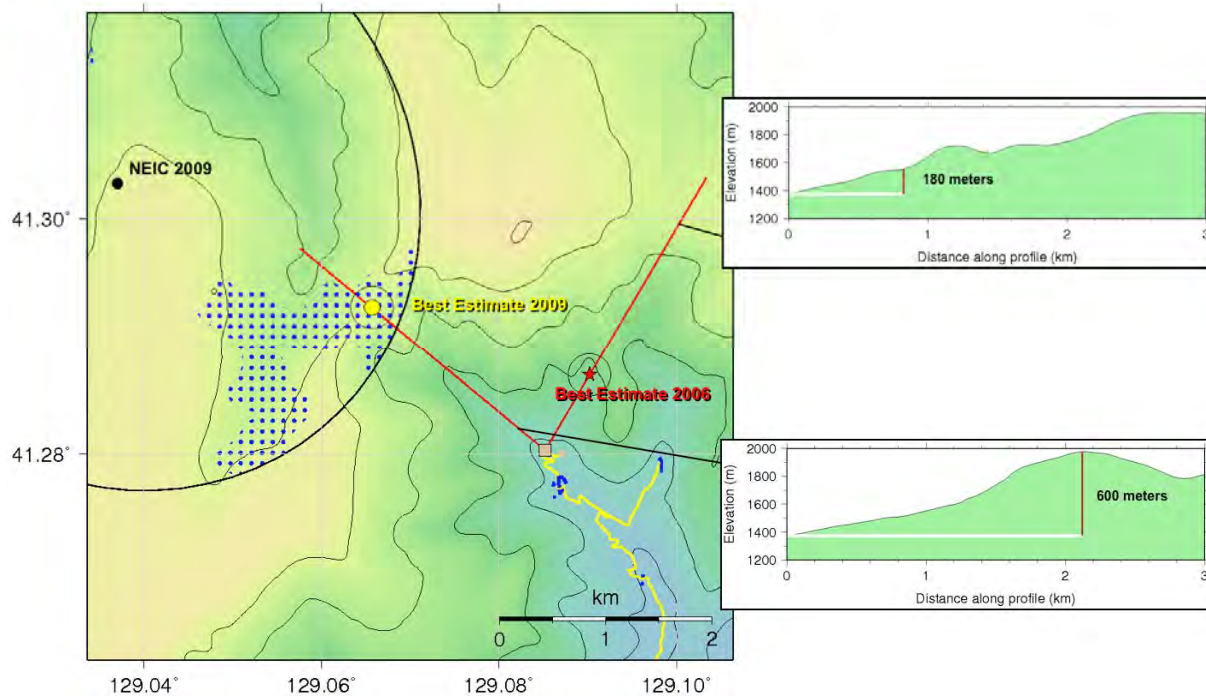 NEIC 2009
Best Estimate 2009
Best Estimate 2006
41.30˚
41.28˚
km
0 1 2
129.04˚ 129.06˚ 129.08˚ 129.10˚
2000
1800
1600
1400
1200
Elevation (m)
180 meters
0 1 2 3
Distance along profile (km)
2000
1800
1600
1400
1200
Elevation (m)
600 meters
0 1 2 3
Distance along profile (km)